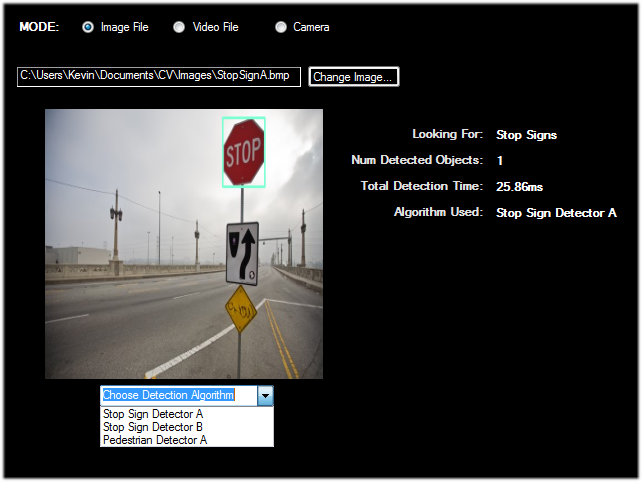 MODE: Image File Video File Camera
C:\Users\Kevin\Documents\CV\Images\StopSignA.bmp Change Image...
STOP
Looking For: Stop Signs
Num Detected Objects: 1
Total Detection Time: 25.86ms
Algorithm Used: Stop Sign Detector A
Choose Detection Algorithm
Stop Sign Detector A
Stop Sign Detector B
Pedestrian Detector A